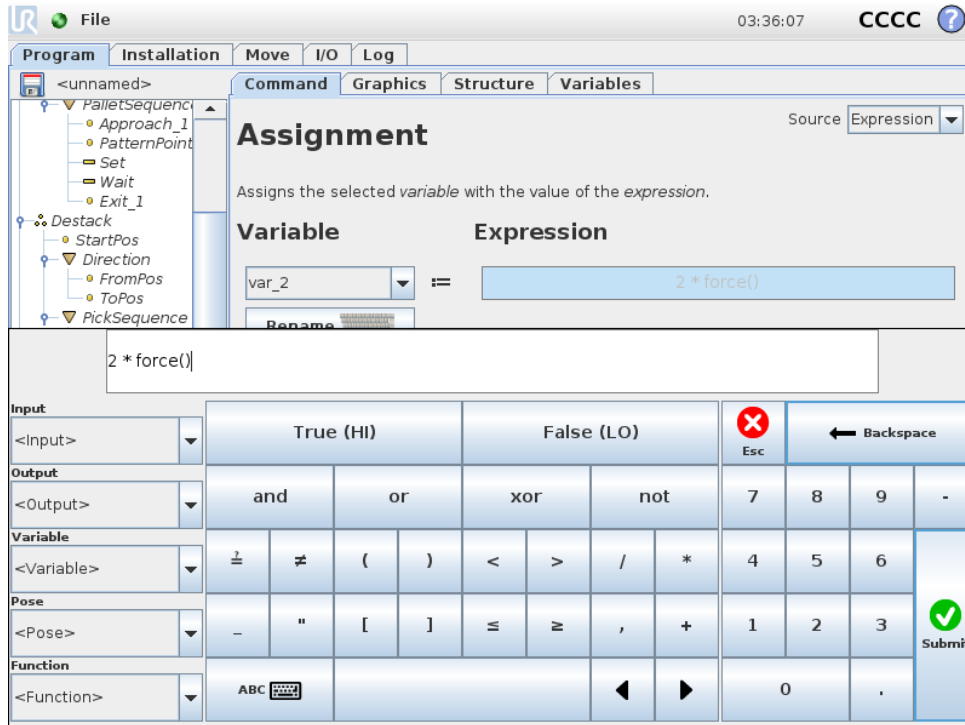 UR File 03:36:07 CCCC ?
Program Installation Move I/O Log
<unnamed> Command Graphics Structure Variables
PalletSequenc
Approach_1
PatternPoint
Set
Wait
Exit_1
Destack
StartPos
Direction
FromPos
ToPos
PickSequence
Assignment
Source Expression
Assigns the selected variable with the value of the expression.
Variable Expression
var_2 := 2 * force()
Rename
2 * force()
Input
<Input>
Output
<Output>
Variable
<Variable>
Pose
<Pose>
Function
<Function>
True (HI) False (LO) Esc Backspace
and or xor not 7 8 9 -
≟ ≠ ( ) < > / * 4 5 6
_ " [ ] ≤ ≥ , + 1 2 3 Submi
ABC 0 .